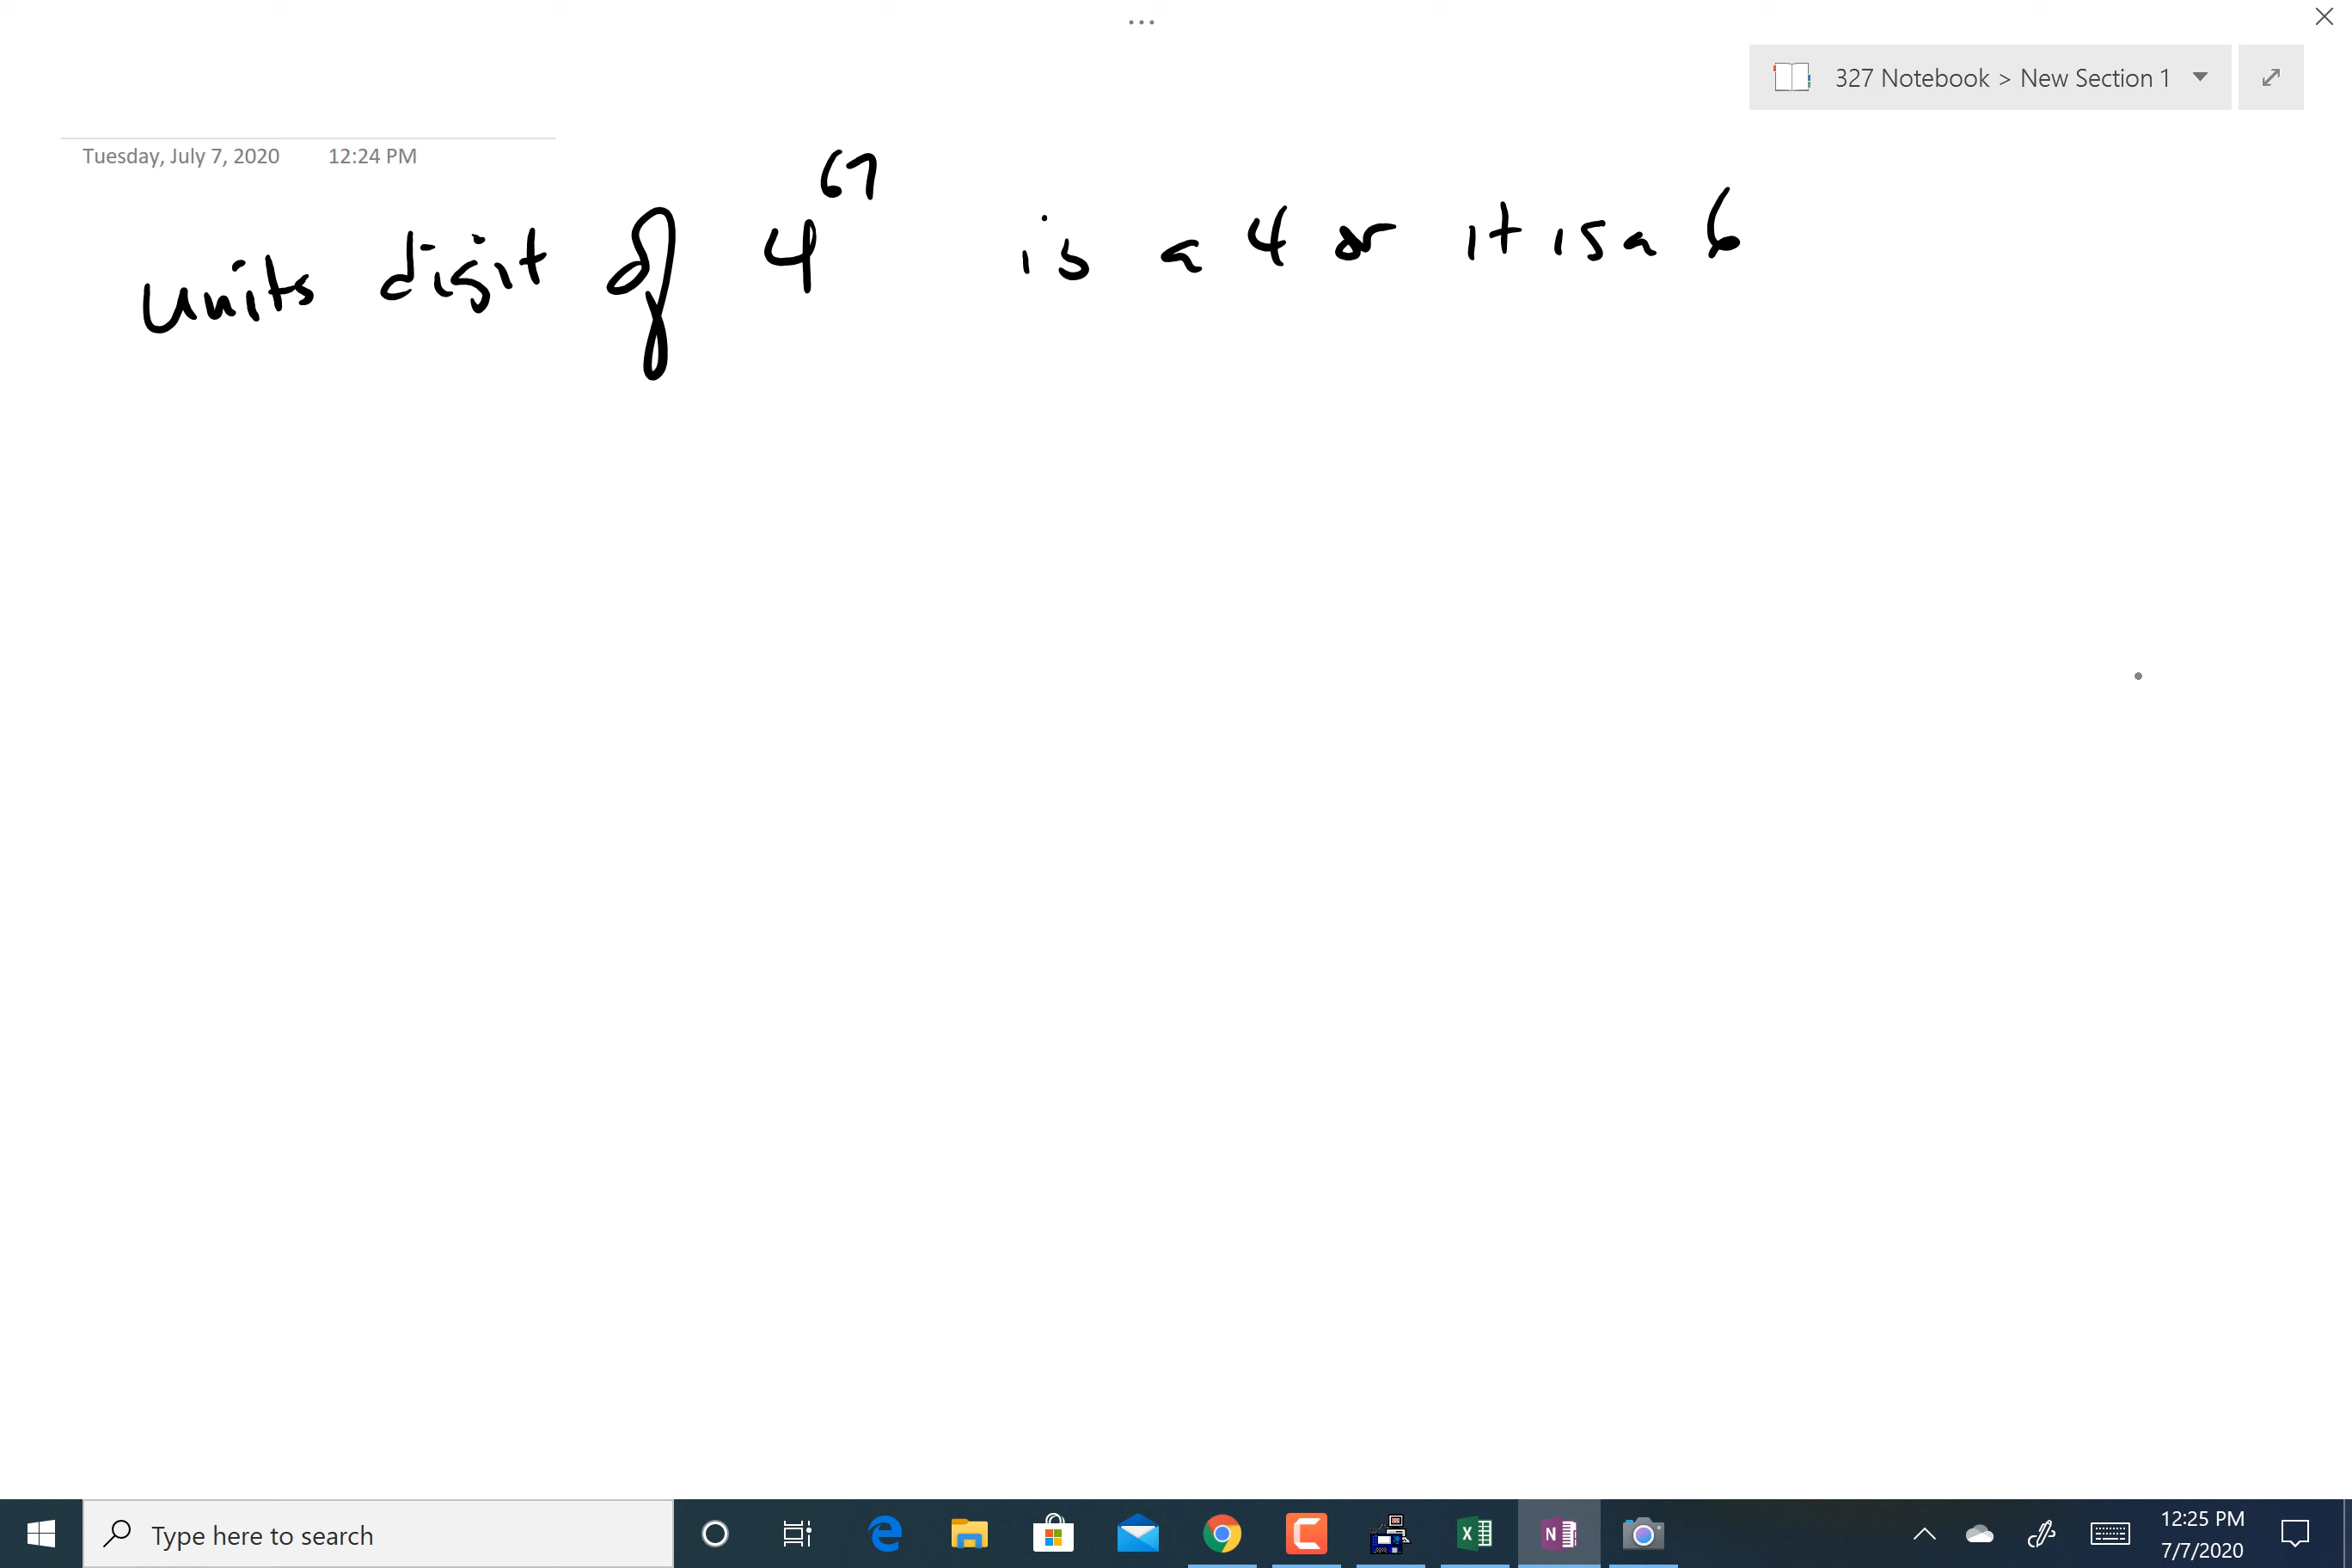 ...
327 Notebook > New Section 1
Tuesday, July 7, 2020 12:24 PM
units digit of 4^67 is a 4 or it is a 6
Type here to search
12:25 PM
7/7/2020